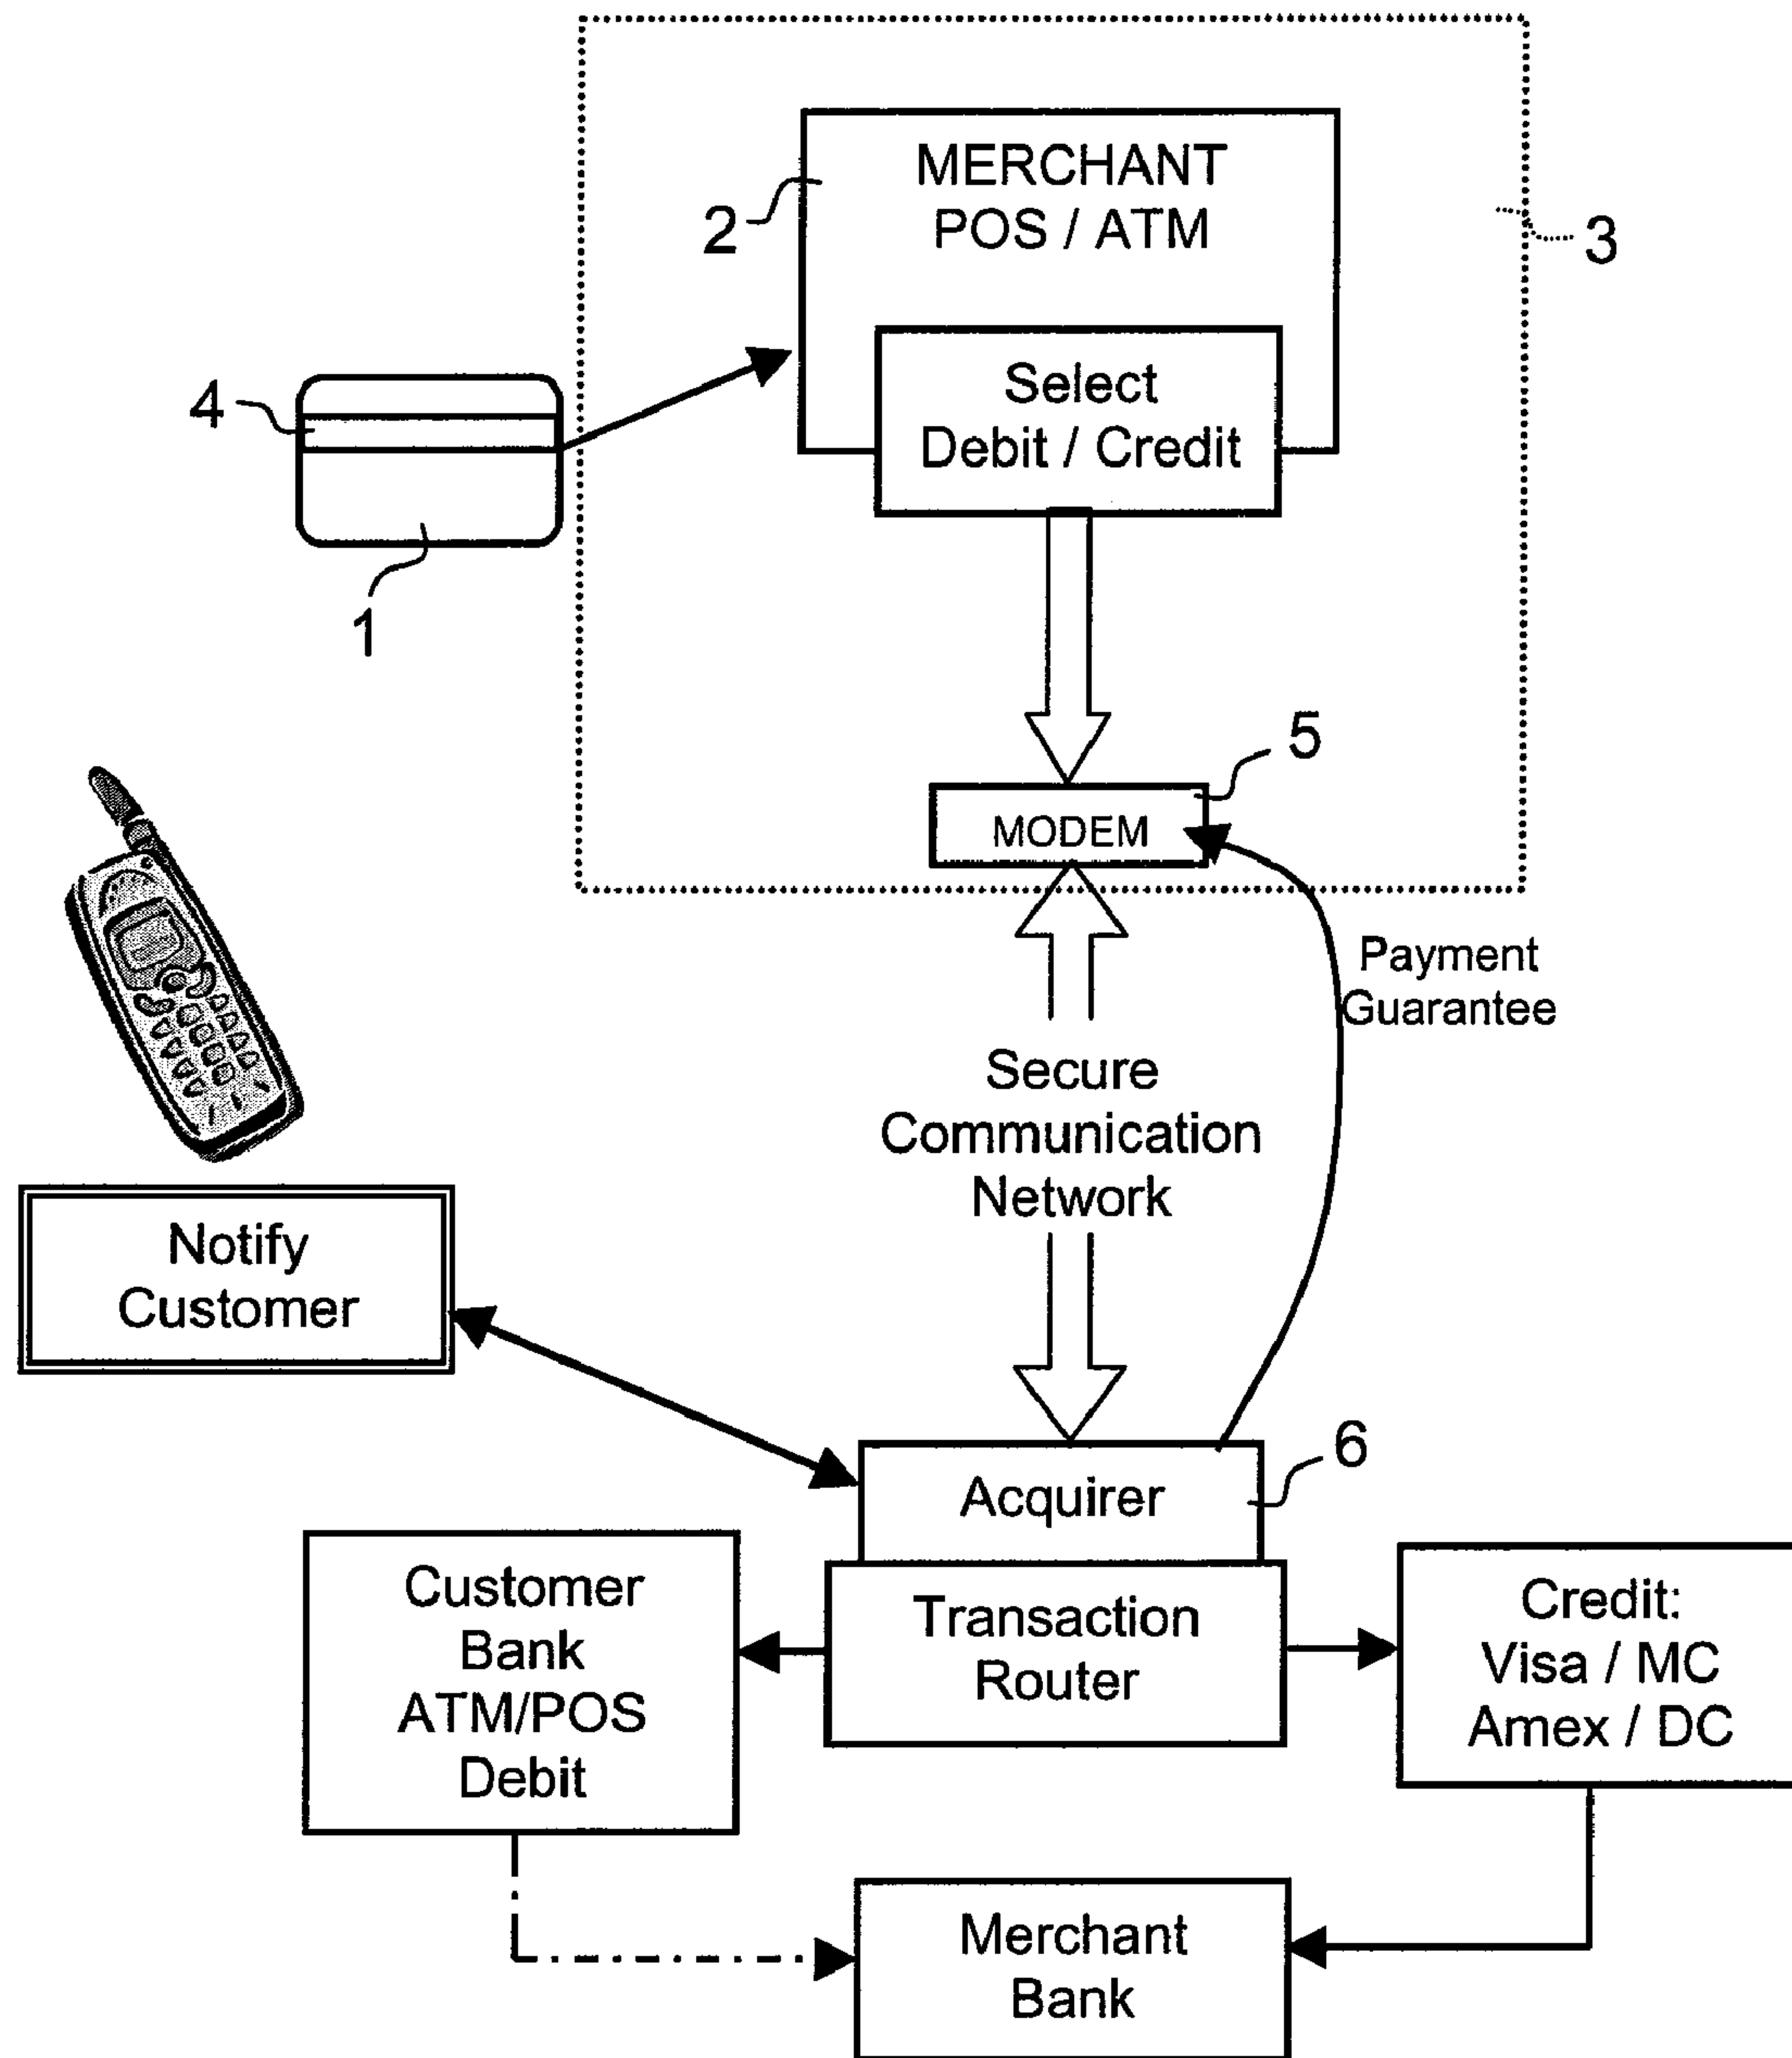 MERCHANT
POS / ATM
2
3
Select
Debit / Credit
4
1
5
MODEM
Payment
Guarantee
Secure
Communication
Network
Notify
Customer
6
Acquirer
Customer
Bank
ATM/POS
Debit
Transaction
Router
Credit:
Visa / MC
Amex / DC
Merchant
Bank